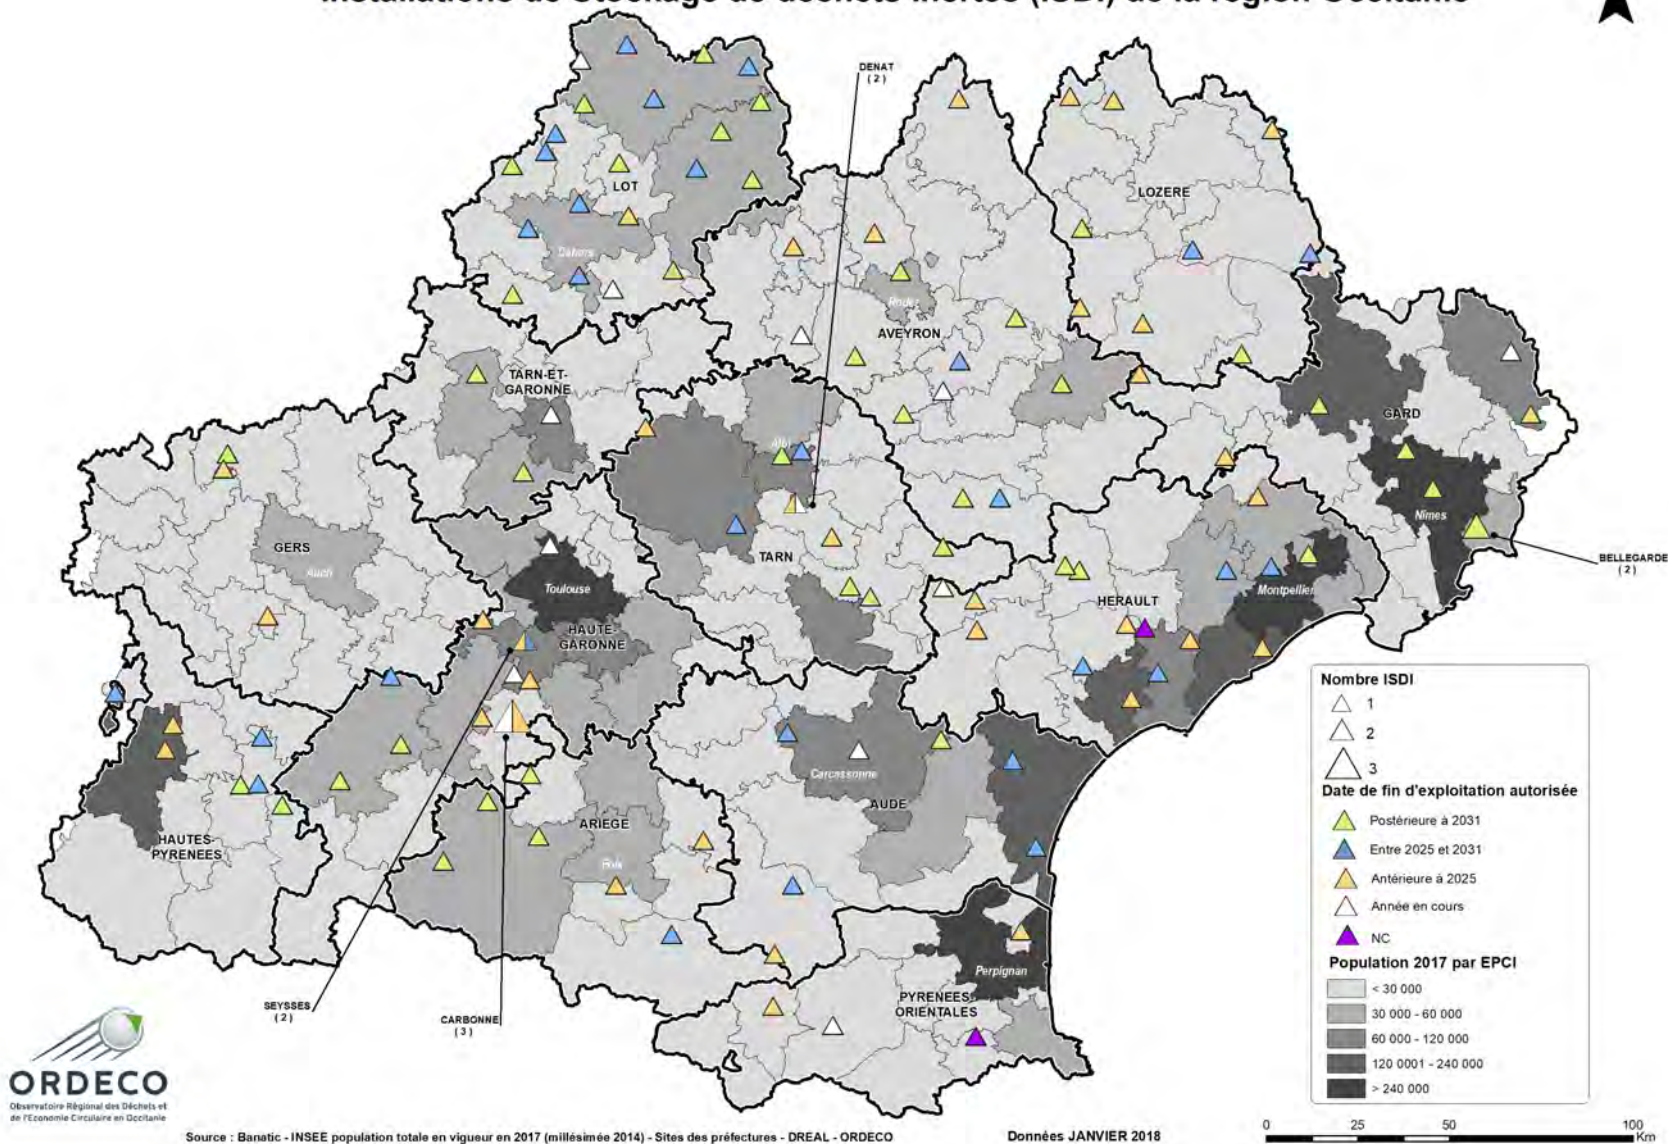 Installations de Stockage de déchets Inertes (ISDI) de la région Occitanie
DENAT
(2)
LOT
LOZERE
Cahors
Rodez
AVEYRON
TARN-ET-
GARONNE
GARD
Albi
Nîmes
GERS
Auch
TARN
BELLEGARDE
(2)
Toulouse
Montpellier
HERAULT
HAUTE-
GARONNE
Carcassonne
AUDE
ARIEGE
HAUTES-
PYRENEES
Foix
Perpignan
PYRENEES-
ORIENTALES
SEYSSES
(2)
CARBONNE
(3)
Nombre ISDI
1
2
3
Date de fin d'exploitation autorisée
Postérieure à 2031
Entre 2025 et 2031
Antérieure à 2025
Année en cours
NC
Population 2017 par EPCI
< 30 000
30 000 - 60 000
60 000 - 120 000
120 0001 - 240 000
> 240 000
ORDECO
Observatoire Régional des Déchets et
de l'Economie Circulaire en Occitanie
Source : Banatic - INSEE population totale en vigueur en 2017 (millésimée 2014) - Sites des préfectures - DREAL - ORDECO
Données JANVIER 2018
0 25 50 100
Km